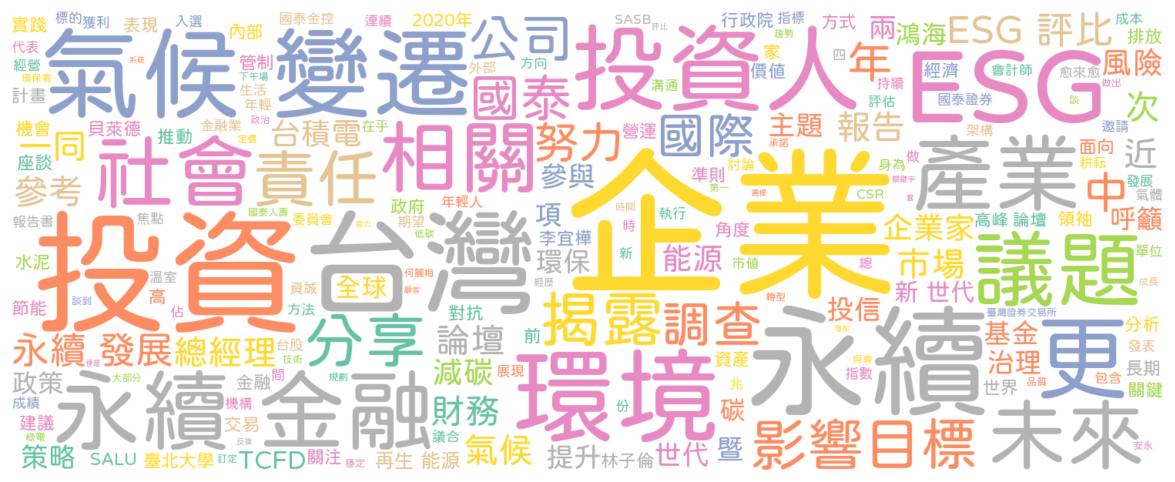 實踐 標的 獲利 入選 國泰金控 連續 2020年 SASB 評比 行政院 指標 方式 兩 鴻海 ESG 評比 成本
代表 表現 內部 公司 趨勢 四 排放
氣候 變遷 投資人 年 ESG 風險
經營 環保署 系統 下午場 管制 外部 方向 家 價值 經濟 會計師 愈來愈
計畫 生活 年輕 國泰 溝通 持續 國泰證券 談 做出 次
機會 貝萊德 推動 金融業 政治 台積電 在乎 努力 營運 國際 主題 評估 報告 架構 邀請
一同 座談 定價 承諾 面向 近
社會 責任 相關 討論 準則 身為 做 產業 耕耘 發展
參考 年輕人 參與 CSR 關鍵字 中 氣體
報告書 焦點 國泰人壽 委員會 政府 項 時間 執行 第一 選擇 套 呼籲
投資 台灣 能力 期望 低碳 李宜樺 時 企業 角度 企業家 高峰 論壇 領袖
水泥 溫室 何麗梅 環保 新 能源 市值 總 市場 議題 單位
節能 談到 高 佔 資誠 全球 顧客 經歷 轉型 新 世代 成長
方法 對抗 揭露 調查 投信 臺灣證券交易所
永續 發展 總經理 台股 分享 論壇 前 增加 永續 基金 更 分析
便是 技術 減碳 展現 環境 資產 與會 治理 發表
政策 大部分 永續 金融 金融 間 規劃 兆 指數 世界 品質 包含 長期
成績 機構 財務 份 碳 關鍵
建議 綠電 交易 反撲 議合 影響 目標 未來
策略 SALU 臺北大學 訂定 TCFD 關注 穩定 再生 能源 氣候 提升 林子倫 世代 暨 安永